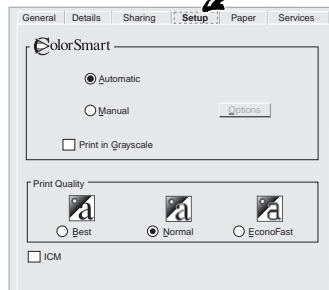 General Details Sharing Setup Paper Services
ColorSmart
Automatic
Manual Options
Print in Grayscale
Print Quality
a a a
Best Normal EconoFast
ICM